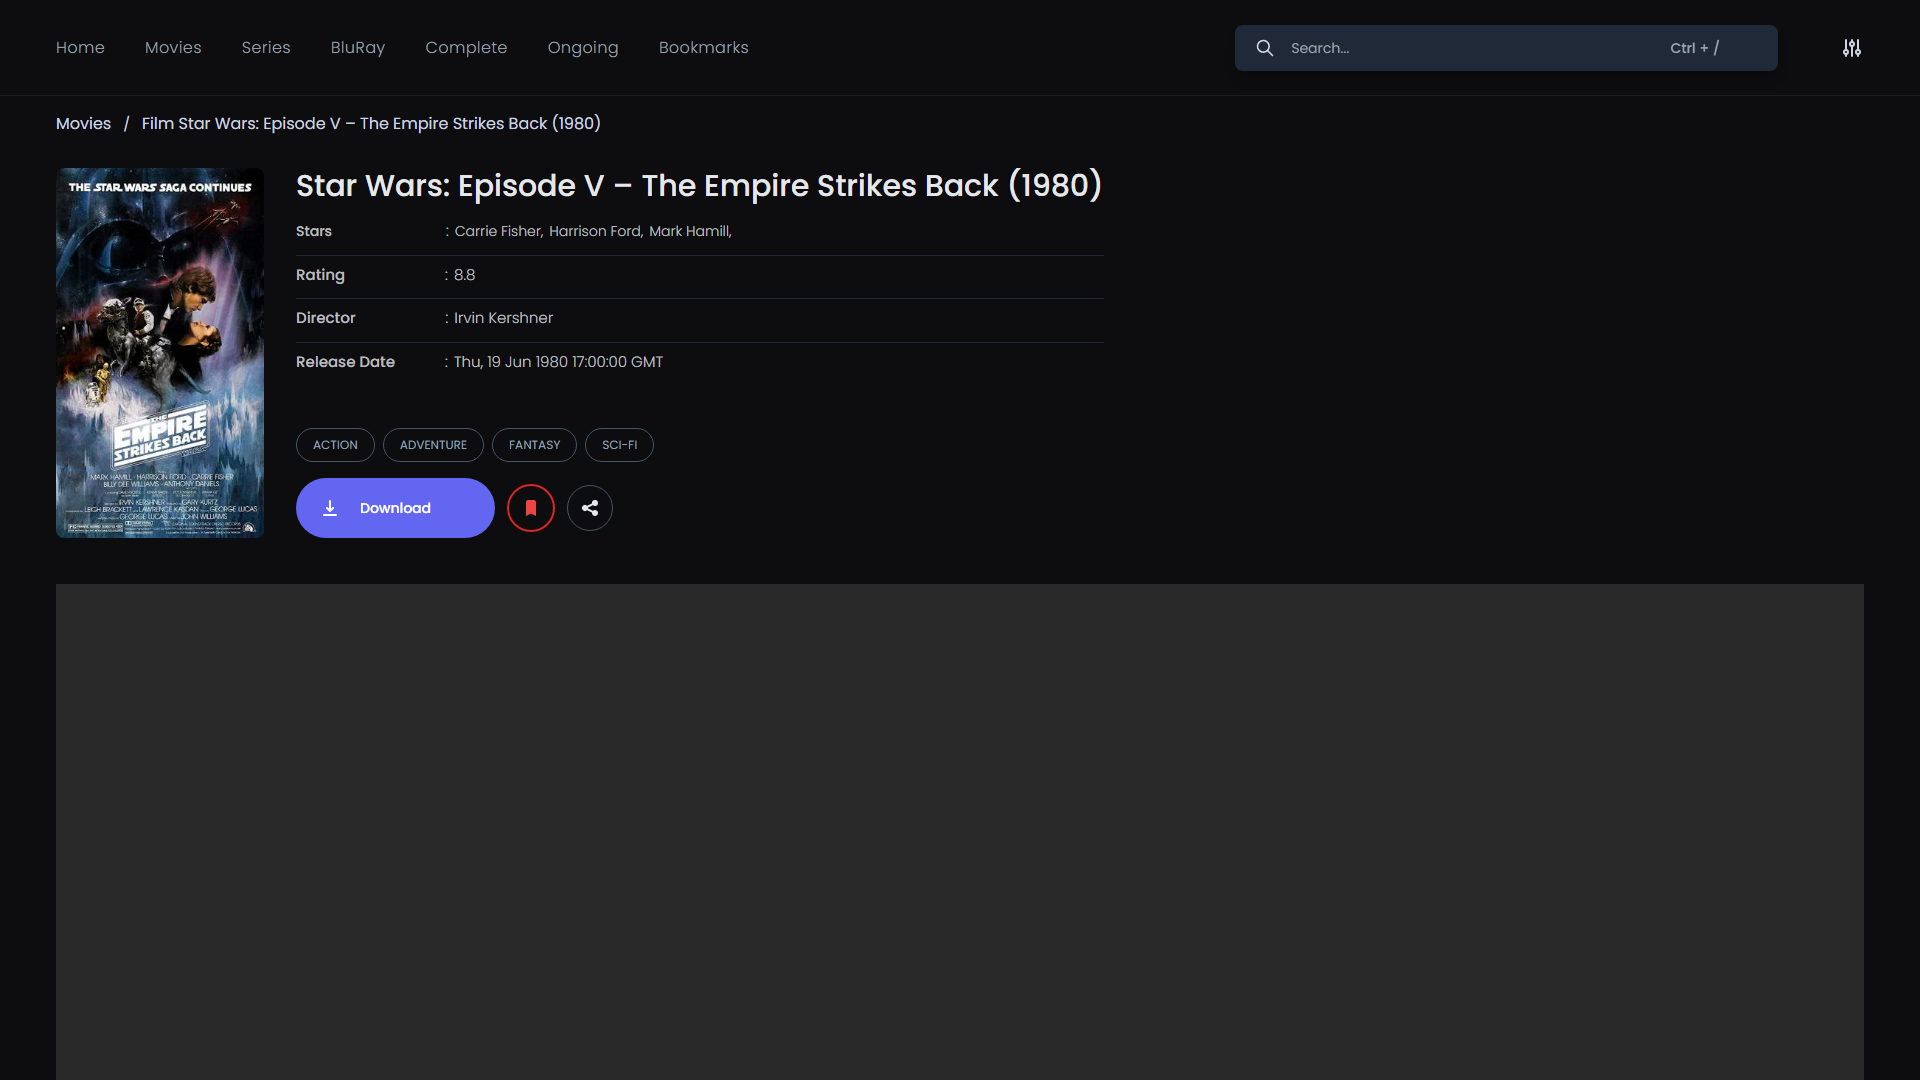 Home Movies Series BluRay Complete Ongoing Bookmarks Search... Ctrl + /
Movies / Film Star Wars: Episode V – The Empire Strikes Back (1980)
THE STAR WARS SAGA CONTINUES
THE
EMPIRE
STRIKES BACK
MARK HAMILL · HARRISON FORD · CARRIE FISHER
BILLY DEE WILLIAMS · ANTHONY DANIELS
IRVIN KERSHNER GARY KURTZ
LEIGH BRACKETT LAWRENCE KASDAN GEORGE LUCAS
GEORGE LUCAS JOHN WILLIAMS
Star Wars: Episode V – The Empire Strikes Back (1980)
Stars : Carrie Fisher, Harrison Ford, Mark Hamill,
Rating : 8.8
Director : Irvin Kershner
Release Date : Thu, 19 Jun 1980 17:00:00 GMT
ACTION ADVENTURE FANTASY SCI-FI
Download